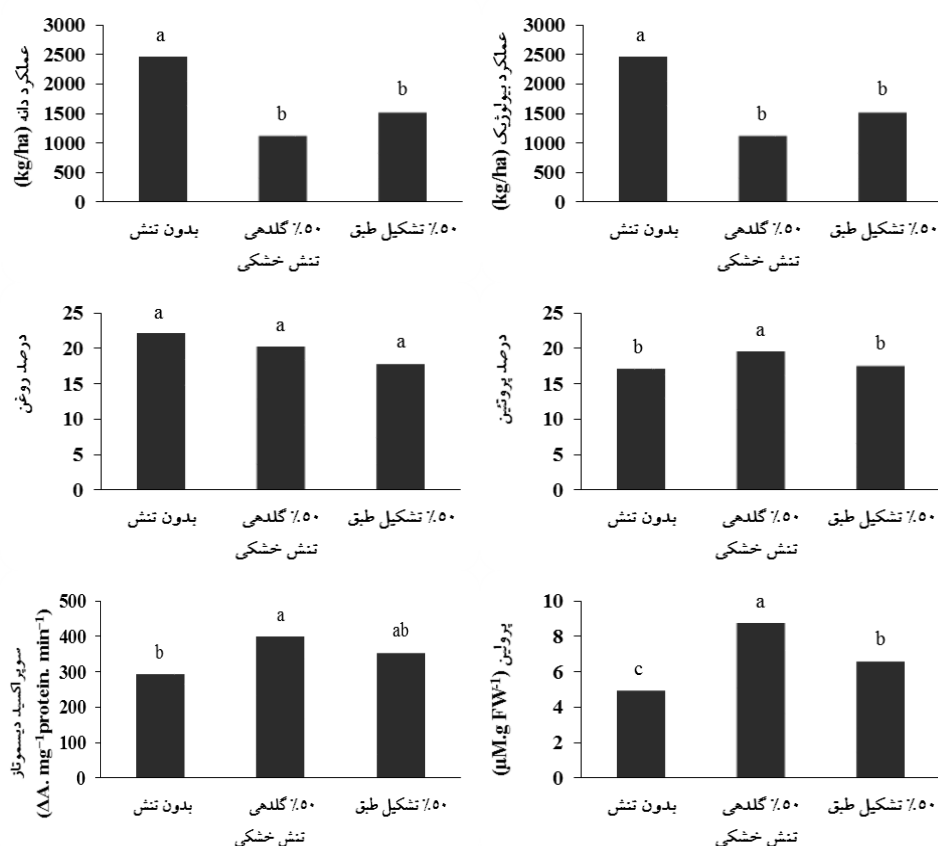 عملکرد دانه (kg/ha)
3000
2500
2000
1500
1000
500
0
a
b
b
بدون تنش
۵۰٪ گلدهی
۵۰٪ تشکیل طبق
تنش خشکی
عملکرد بیولوژیک (kg/ha)
3000
2500
2000
1500
1000
500
0
a
b
b
بدون تنش
۵۰٪ گلدهی
۵۰٪ تشکیل طبق
تنش خشکی
درصد روغن
25
20
15
10
5
0
a
a
a
بدون تنش
۵۰٪ گلدهی
۵۰٪ تشکیل طبق
تنش خشکی
درصد پروتئین
25
20
15
10
5
0
b
a
b
بدون تنش
۵۰٪ گلدهی
۵۰٪ تشکیل طبق
تنش خشکی
سوپراکسید دیسموتاز
(ΔA. mg⁻¹protein. min⁻¹)
500
400
300
200
100
0
b
a
ab
بدون تنش
۵۰٪ گلدهی
۵۰٪ تشکیل طبق
تنش خشکی
پرولین (µM.g FW⁻¹)
10
8
6
4
2
0
c
a
b
بدون تنش
۵۰٪ گلدهی
۵۰٪ تشکیل طبق
تنش خشکی